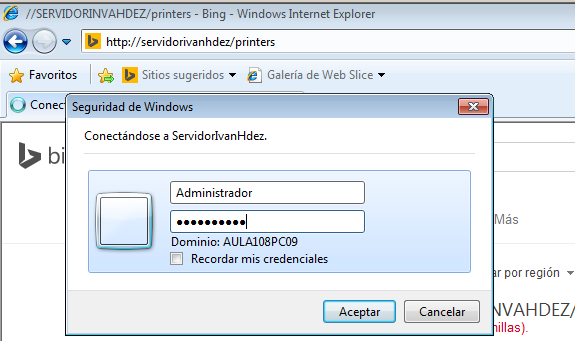 //SERVIDORINVAHDEZ/printers - Bing - Windows Internet Explorer
http://servidorivanhdez/printers
Favoritos Sitios sugeridos Galería de Web Slice
Conect
Seguridad de Windows
Conectándose a ServidorIvanHdez.
bi
Administrador
●●●●●●●●●●
Más
Dominio: AULA108PC09
Recordar mis credenciales
ar por región
Aceptar Cancelar
NVAHDEZ/
nillas).